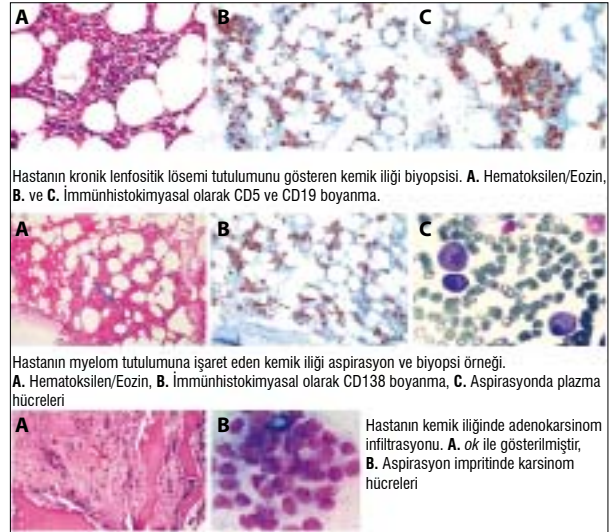 A B C
Hastanın kronik lenfositik lösemi tutulumunu gösteren kemik iliği biyopsisi. A. Hematoksilen/Eozin,
B. ve C. İmmünhistokimyasal olarak CD5 ve CD19 boyanma.
A B C
Hastanın myelom tutulumuna işaret eden kemik iliği aspirasyon ve biyopsi örneği.
A. Hematoksilen/Eozin, B. İmmünhistokimyasal olarak CD138 boyanma, C. Aspirasyonda plazma
hücreleri
A B
Hastanın kemik iliğinde adenokarsinom
infiltrasyonu. A. ok ile gösterilmiştir,
B. Aspirasyon impritinde karsinom
hücreleri